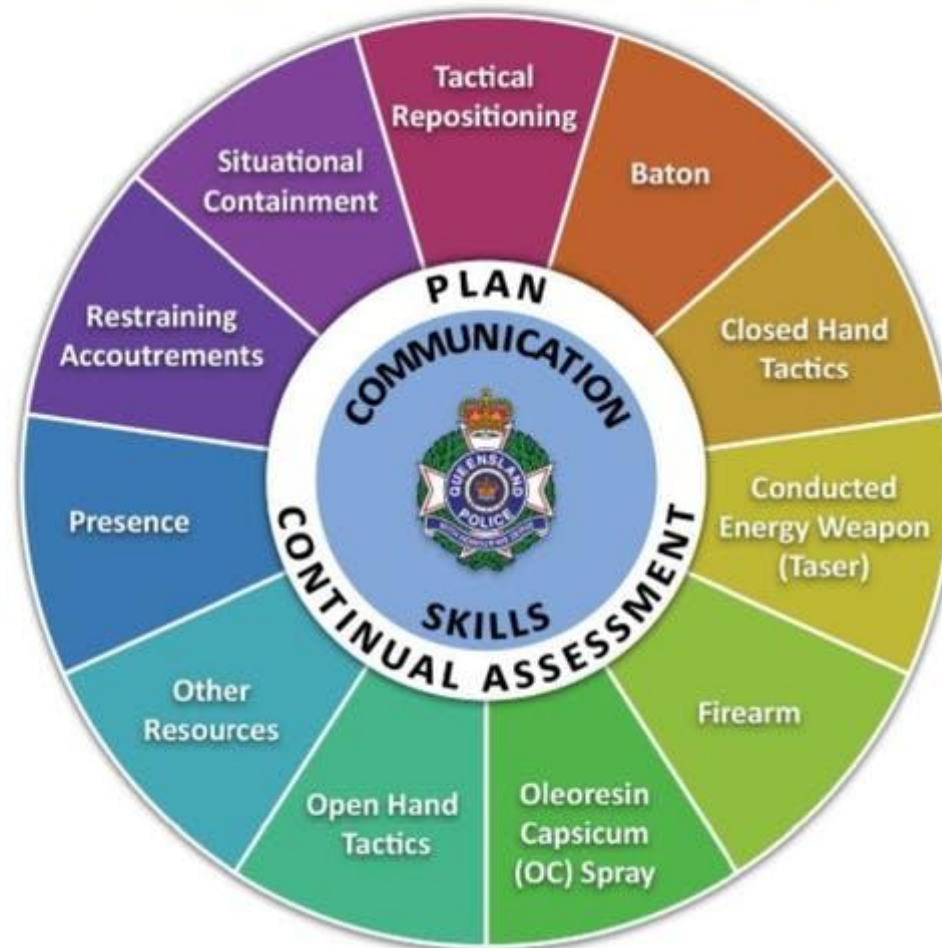 Tactical
Repositioning
Baton
Closed Hand
Tactics
Conducted
Energy Weapon
(Taser)
Firearm
Oleoresin
Capsicum
(OC) Spray
Open Hand
Tactics
Other
Resources
Presence
Restraining
Accoutrements
Situational
Containment
PLAN
CONTINUAL ASSESSMENT
COMMUNICATION
SKILLS
QUEENSLAND
POLICE